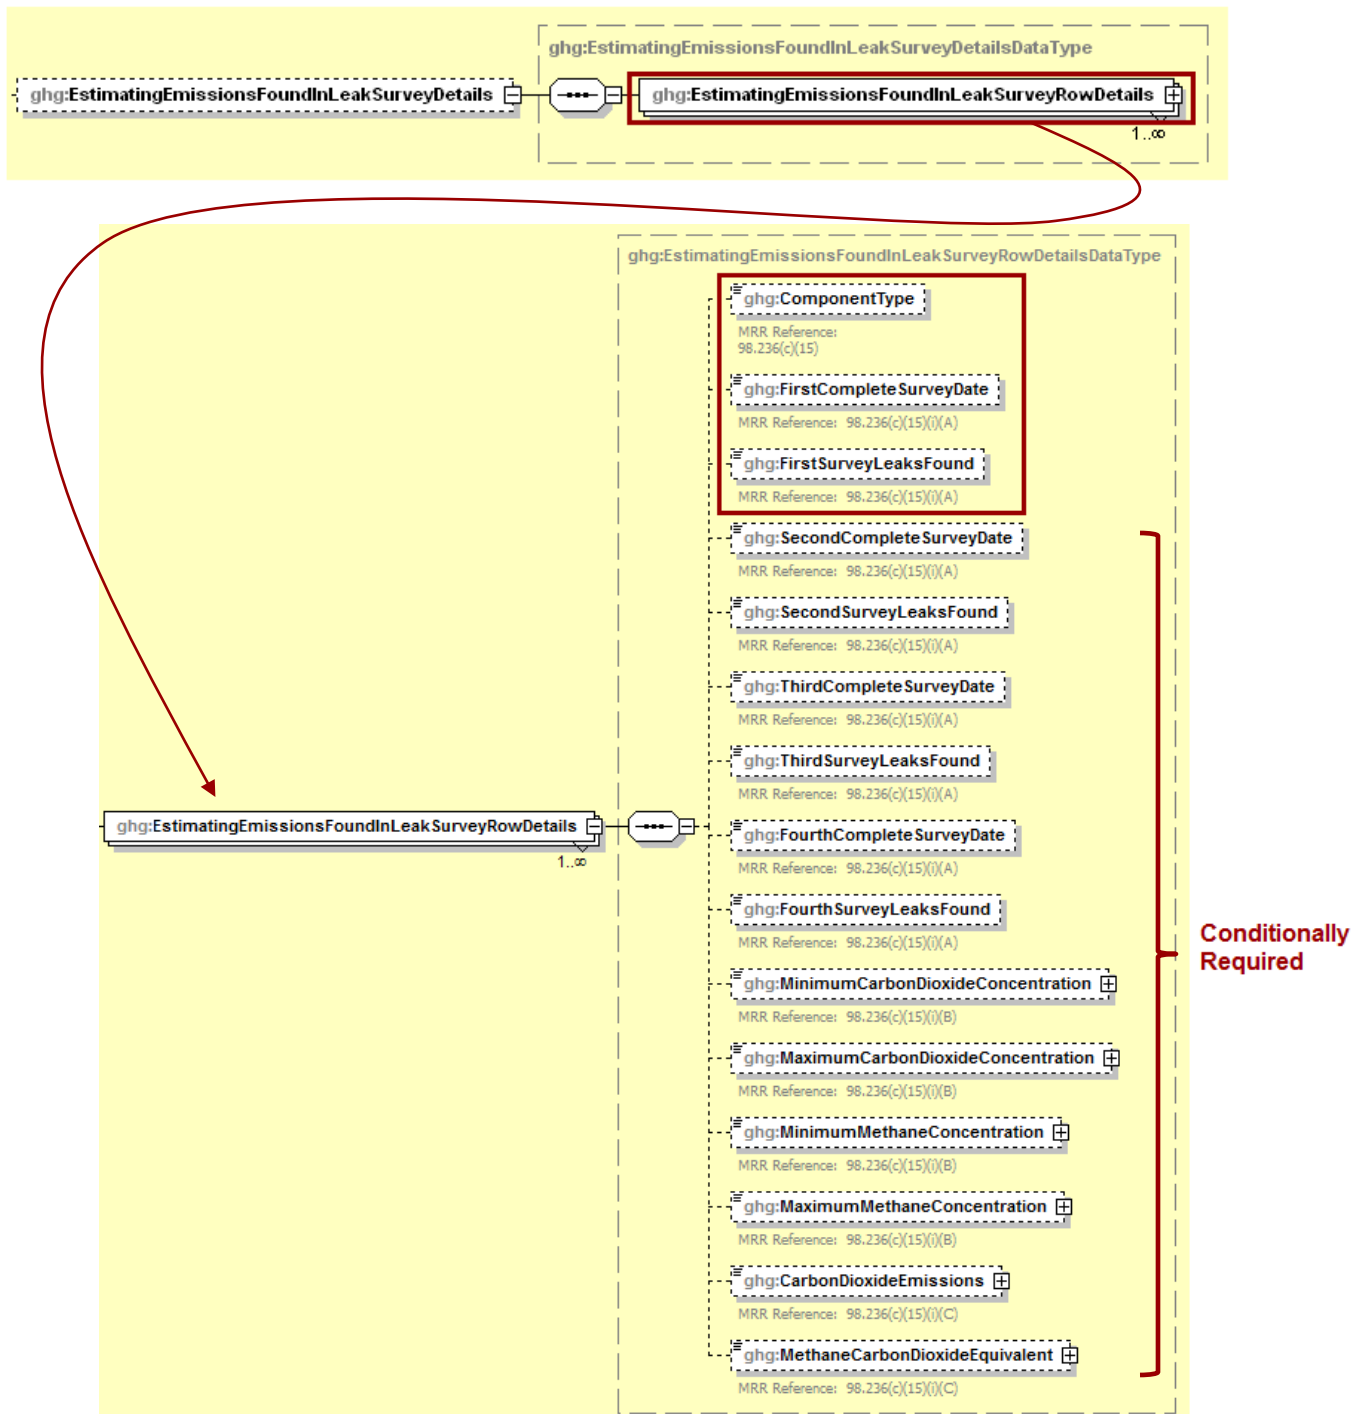 ghg:EstimatingEmissionsFoundInLeakSurveyDetailsDataType
ghg:EstimatingEmissionsFoundInLeakSurveyDetails
ghg:EstimatingEmissionsFoundInLeakSurveyRowDetails
1..∞
ghg:EstimatingEmissionsFoundInLeakSurveyRowDetailsDataType
ghg:ComponentType
MRR Reference:
98.236(c)(15)
ghg:FirstCompleteSurveyDate
MRR Reference: 98.236(c)(15)(i)(A)
ghg:FirstSurveyLeaksFound
MRR Reference: 98.236(c)(15)(i)(A)
ghg:SecondCompleteSurveyDate
MRR Reference: 98.236(c)(15)(i)(A)
ghg:SecondSurveyLeaksFound
MRR Reference: 98.236(c)(15)(i)(A)
ghg:ThirdCompleteSurveyDate
MRR Reference: 98.236(c)(15)(i)(A)
ghg:ThirdSurveyLeaksFound
MRR Reference: 98.236(c)(15)(i)(A)
ghg:EstimatingEmissionsFoundInLeakSurveyRowDetails
1..∞
ghg:FourthCompleteSurveyDate
MRR Reference: 98.236(c)(15)(i)(A)
ghg:FourthSurveyLeaksFound
MRR Reference: 98.236(c)(15)(i)(A)
Conditionally
Required
ghg:MinimumCarbonDioxideConcentration
MRR Reference: 98.236(c)(15)(i)(B)
ghg:MaximumCarbonDioxideConcentration
MRR Reference: 98.236(c)(15)(i)(B)
ghg:MinimumMethaneConcentration
MRR Reference: 98.236(c)(15)(i)(B)
ghg:MaximumMethaneConcentration
MRR Reference: 98.236(c)(15)(i)(B)
ghg:CarbonDioxideEmissions
MRR Reference: 98.236(c)(15)(i)(C)
ghg:MethaneCarbonDioxideEquivalent
MRR Reference: 98.236(c)(15)(i)(C)